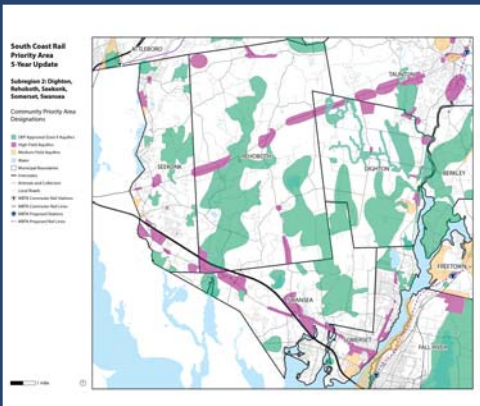 South Coast Rail
Priority Area
5-Year Update
Subregion 2: Dighton,
Rehoboth, Seekonk,
Somerset, Swansea
Community Priority Area
Designations
DEP Approved Zone II Aquifers
High Yield Aquifers
Medium Yield Aquifers
Water
Municipal Boundaries
Interstates
Arterials and Collectors
Local Roads
MBTA Commuter Rail Stations
MBTA Commuter Rail Lines
MBTA Proposed Stations
MBTA Proposed Rail Lines
ATTLEBORO
TAUNTON
SEEKONK
REHOBOTH
DIGHTON
BERKLEY
FREETOWN
SWANSEA
SOMERSET
FALL RIVER